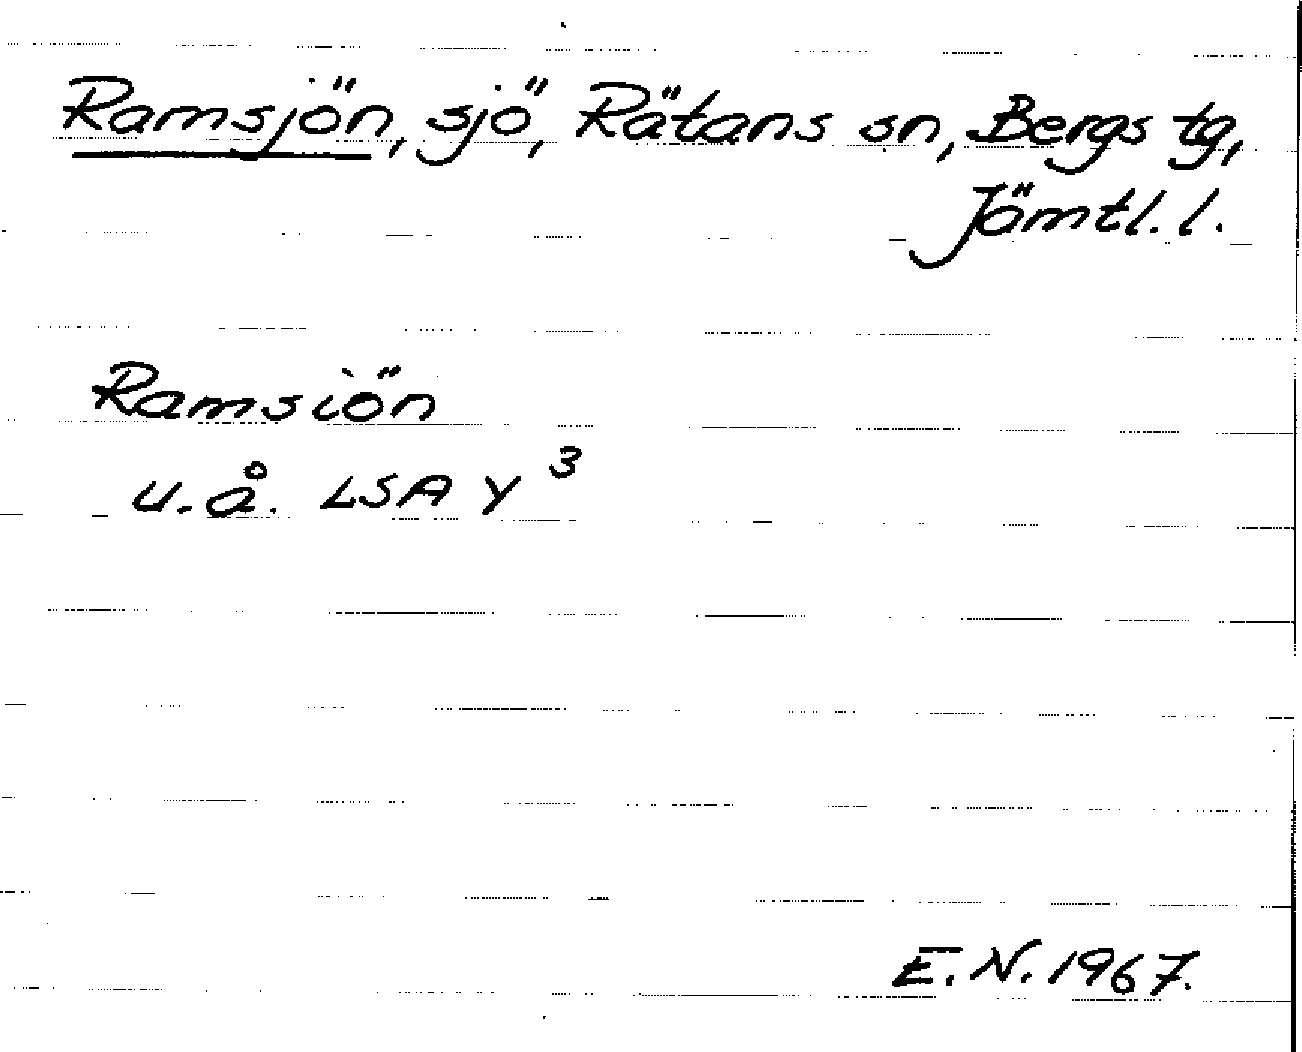 Ramsjön, sjö, Rätans sn, Bergs tg,
Jämtl. l.
Ramsiön
u.å. LSA Y 3
E.N. 1967.